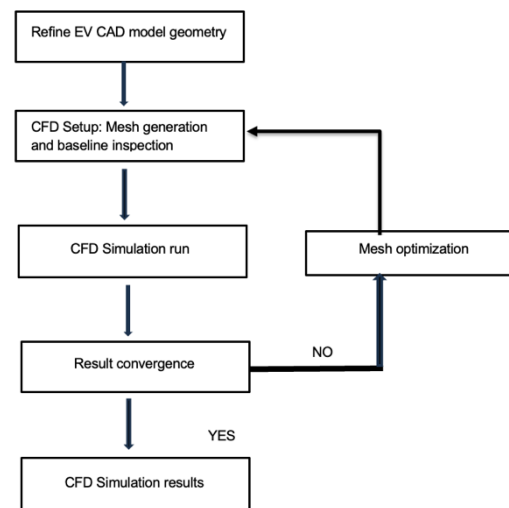 Refine EV CAD model geometry
CFD Setup: Mesh generation
and baseline inspection
CFD Simulation run
Mesh optimization
Result convergence
NO
YES
CFD Simulation results